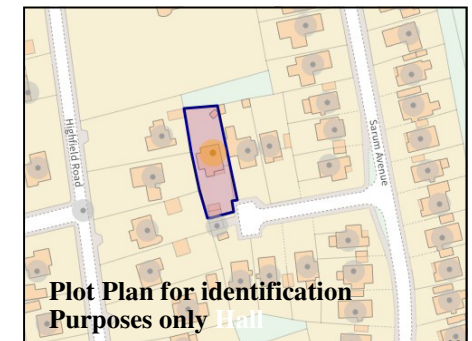 Highfield Road
Sarum Avenue
Plot Plan for identification
Purposes only Hall